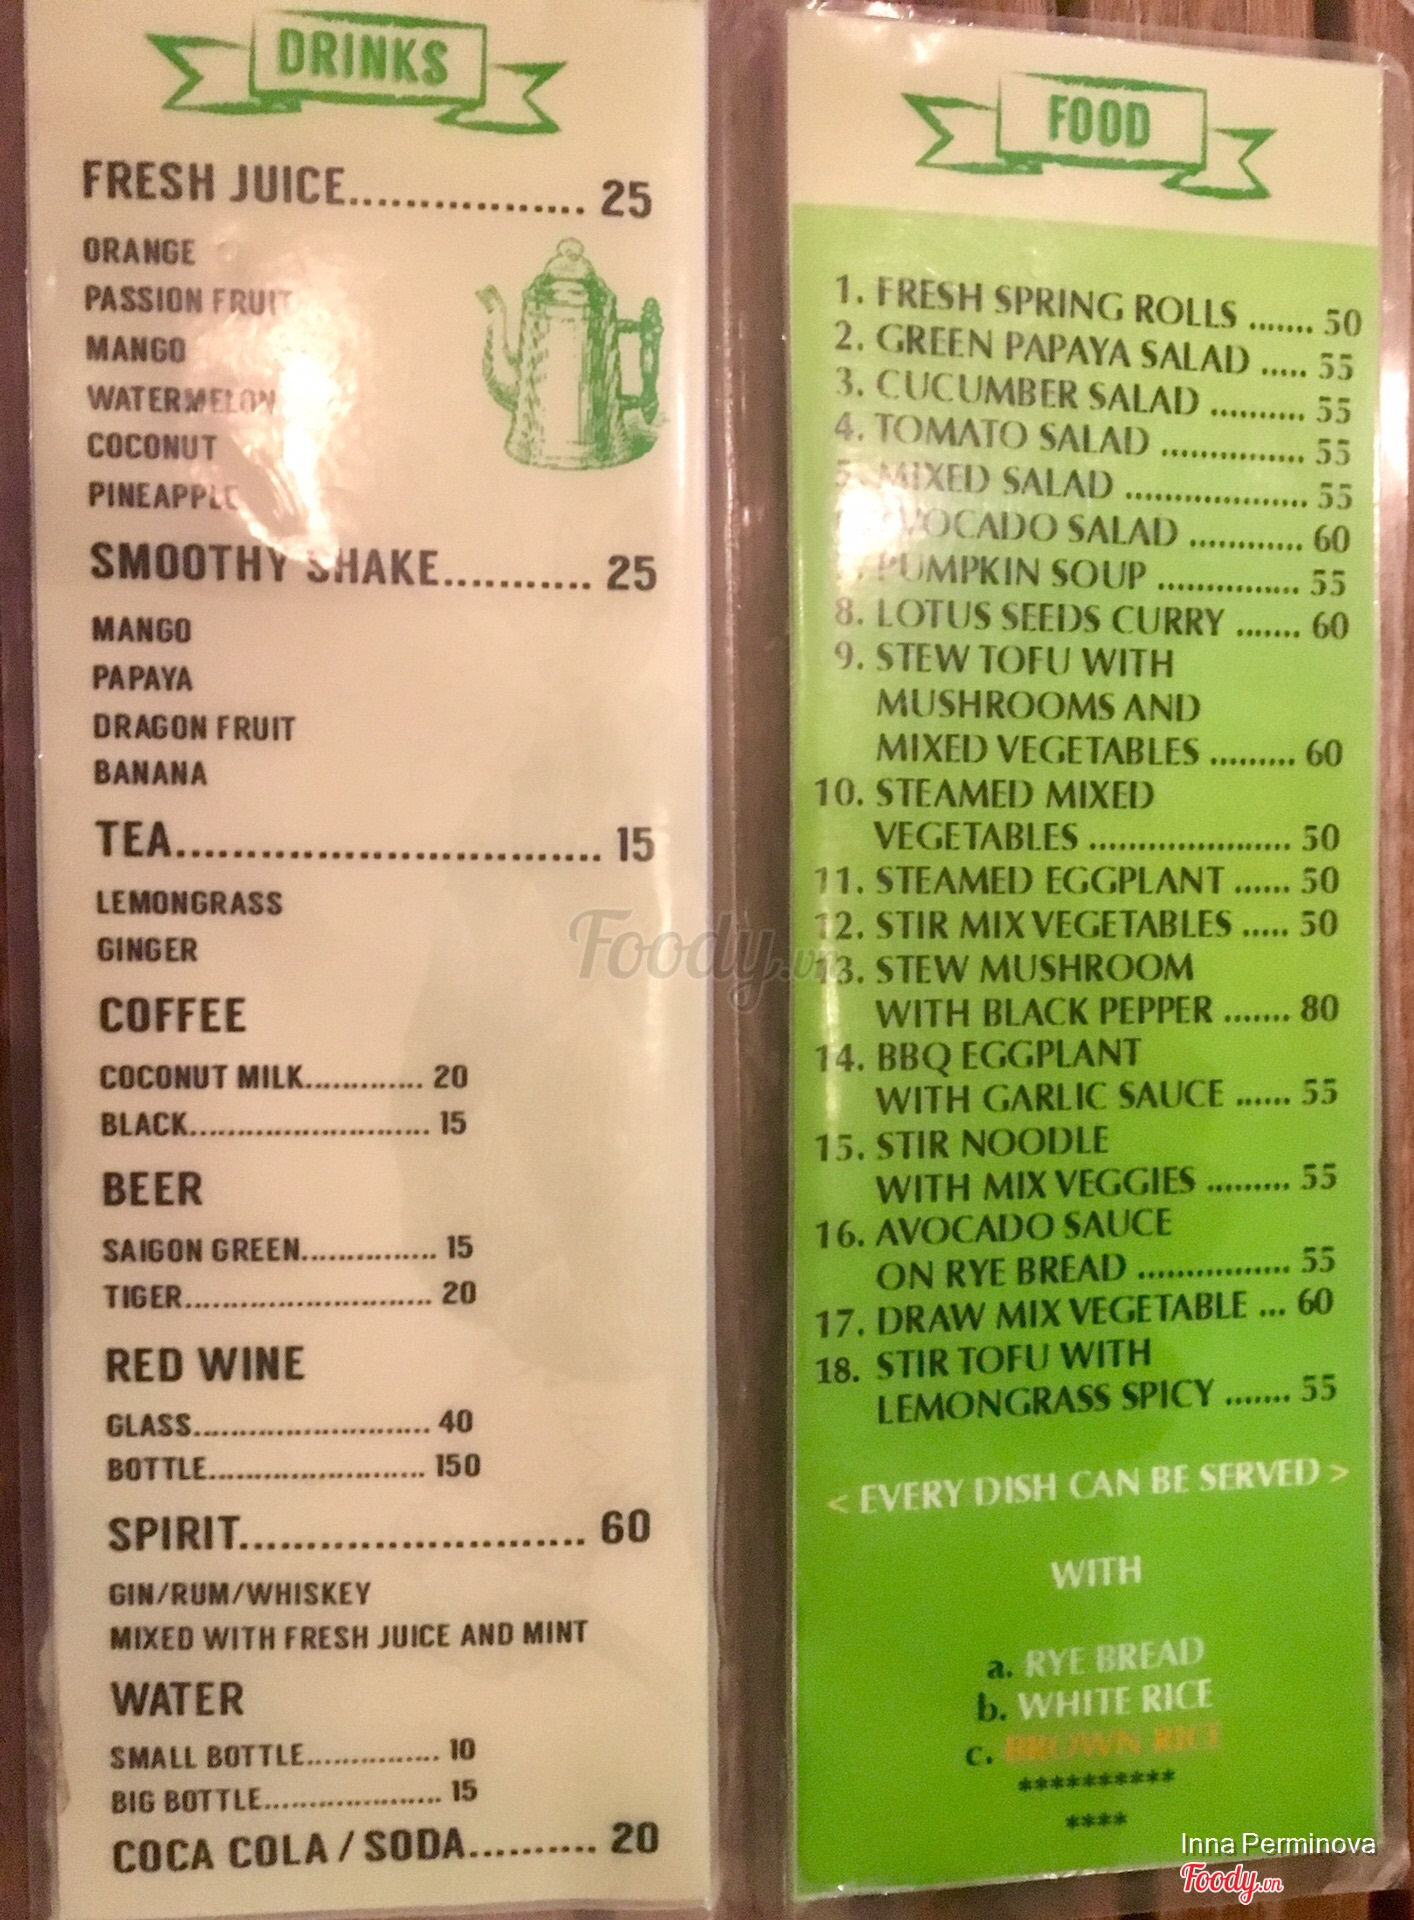 DRINKS
FRESH JUICE................. 25
ORANGE
PASSION FRUIT
MANGO
WATERMELON
COCONUT
PINEAPPLE
SMOOTHY SHAKE........... 25
MANGO
PAPAYA
DRAGON FRUIT
BANANA
TEA.............................. 15
LEMONGRASS
GINGER
COFFEE
COCONUT MILK............. 20
BLACK.......................... 15
BEER
SAIGON GREEN............... 15
TIGER........................... 20
RED WINE
GLASS.......................... 40
BOTTLE........................ 150
SPIRIT......................... 60
GIN/RUM/WHISKEY
MIXED WITH FRESH JUICE AND MINT
WATER
SMALL BOTTLE............... 10
BIG BOTTLE.................... 15
COCA COLA / SODA.......... 20
FOOD
1. FRESH SPRING ROLLS ....... 50
2. GREEN PAPAYA SALAD ..... 55
3. CUCUMBER SALAD .......... 55
4. TOMATO SALAD ................ 55
5. MIXED SALAD .................... 55
AVOCADO SALAD ............ 60
7. PUMPKIN SOUP ............... 55
8. LOTUS SEEDS CURRY ....... 60
9. STEW TOFU WITH
MUSHROOMS AND
MIXED VEGETABLES ......... 60
10. STEAMED MIXED
VEGETABLES ...................... 50
11. STEAMED EGGPLANT ...... 50
12. STIR MIX VEGETABLES ..... 50
13. STEW MUSHROOM
WITH BLACK PEPPER ....... 80
14. BBQ EGGPLANT
WITH GARLIC SAUCE ...... 55
15. STIR NOODLE
WITH MIX VEGGIES ......... 55
16. AVOCADO SAUCE
ON RYE BREAD ................ 55
17. DRAW MIX VEGETABLE ... 60
18. STIR TOFU WITH
LEMONGRASS SPICY ....... 55
< EVERY DISH CAN BE SERVED >
WITH
a. RYE BREAD
b. WHITE RICE
c. BROWN RICE
**********
****
Foody.vn
Inna Perminova
Foody.vn